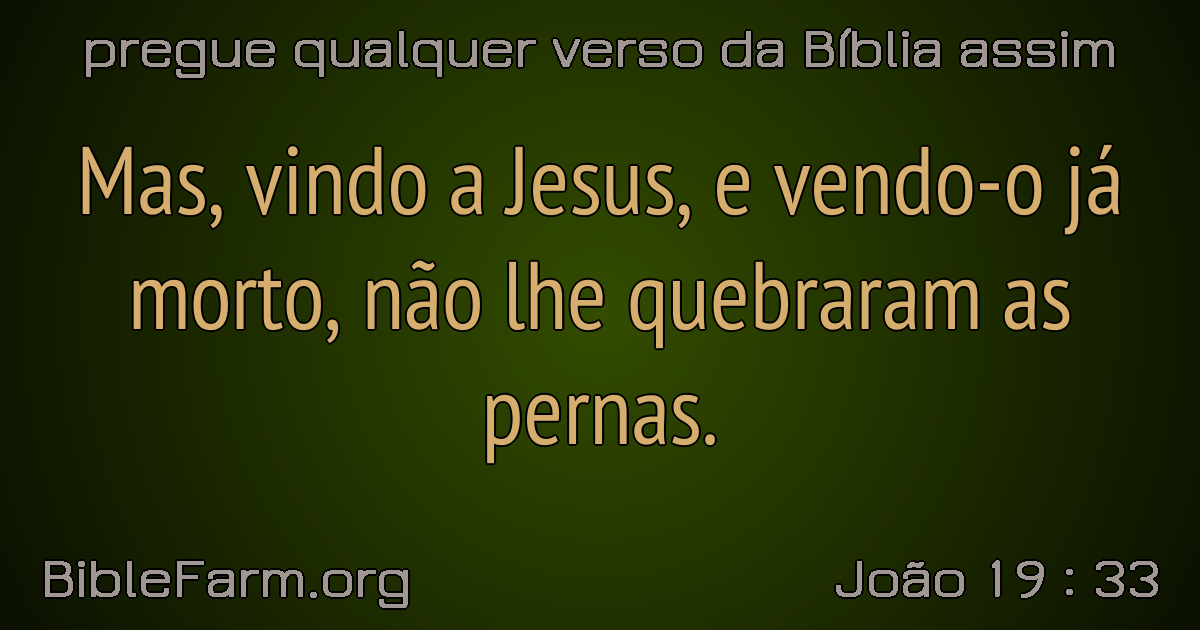 pregue qualquer verso da Bíblia assim
Mas, vindo a Jesus, e vendo-o já
morto, não lhe quebraram as
pernas.
BibleFarm.org
João 19 : 33